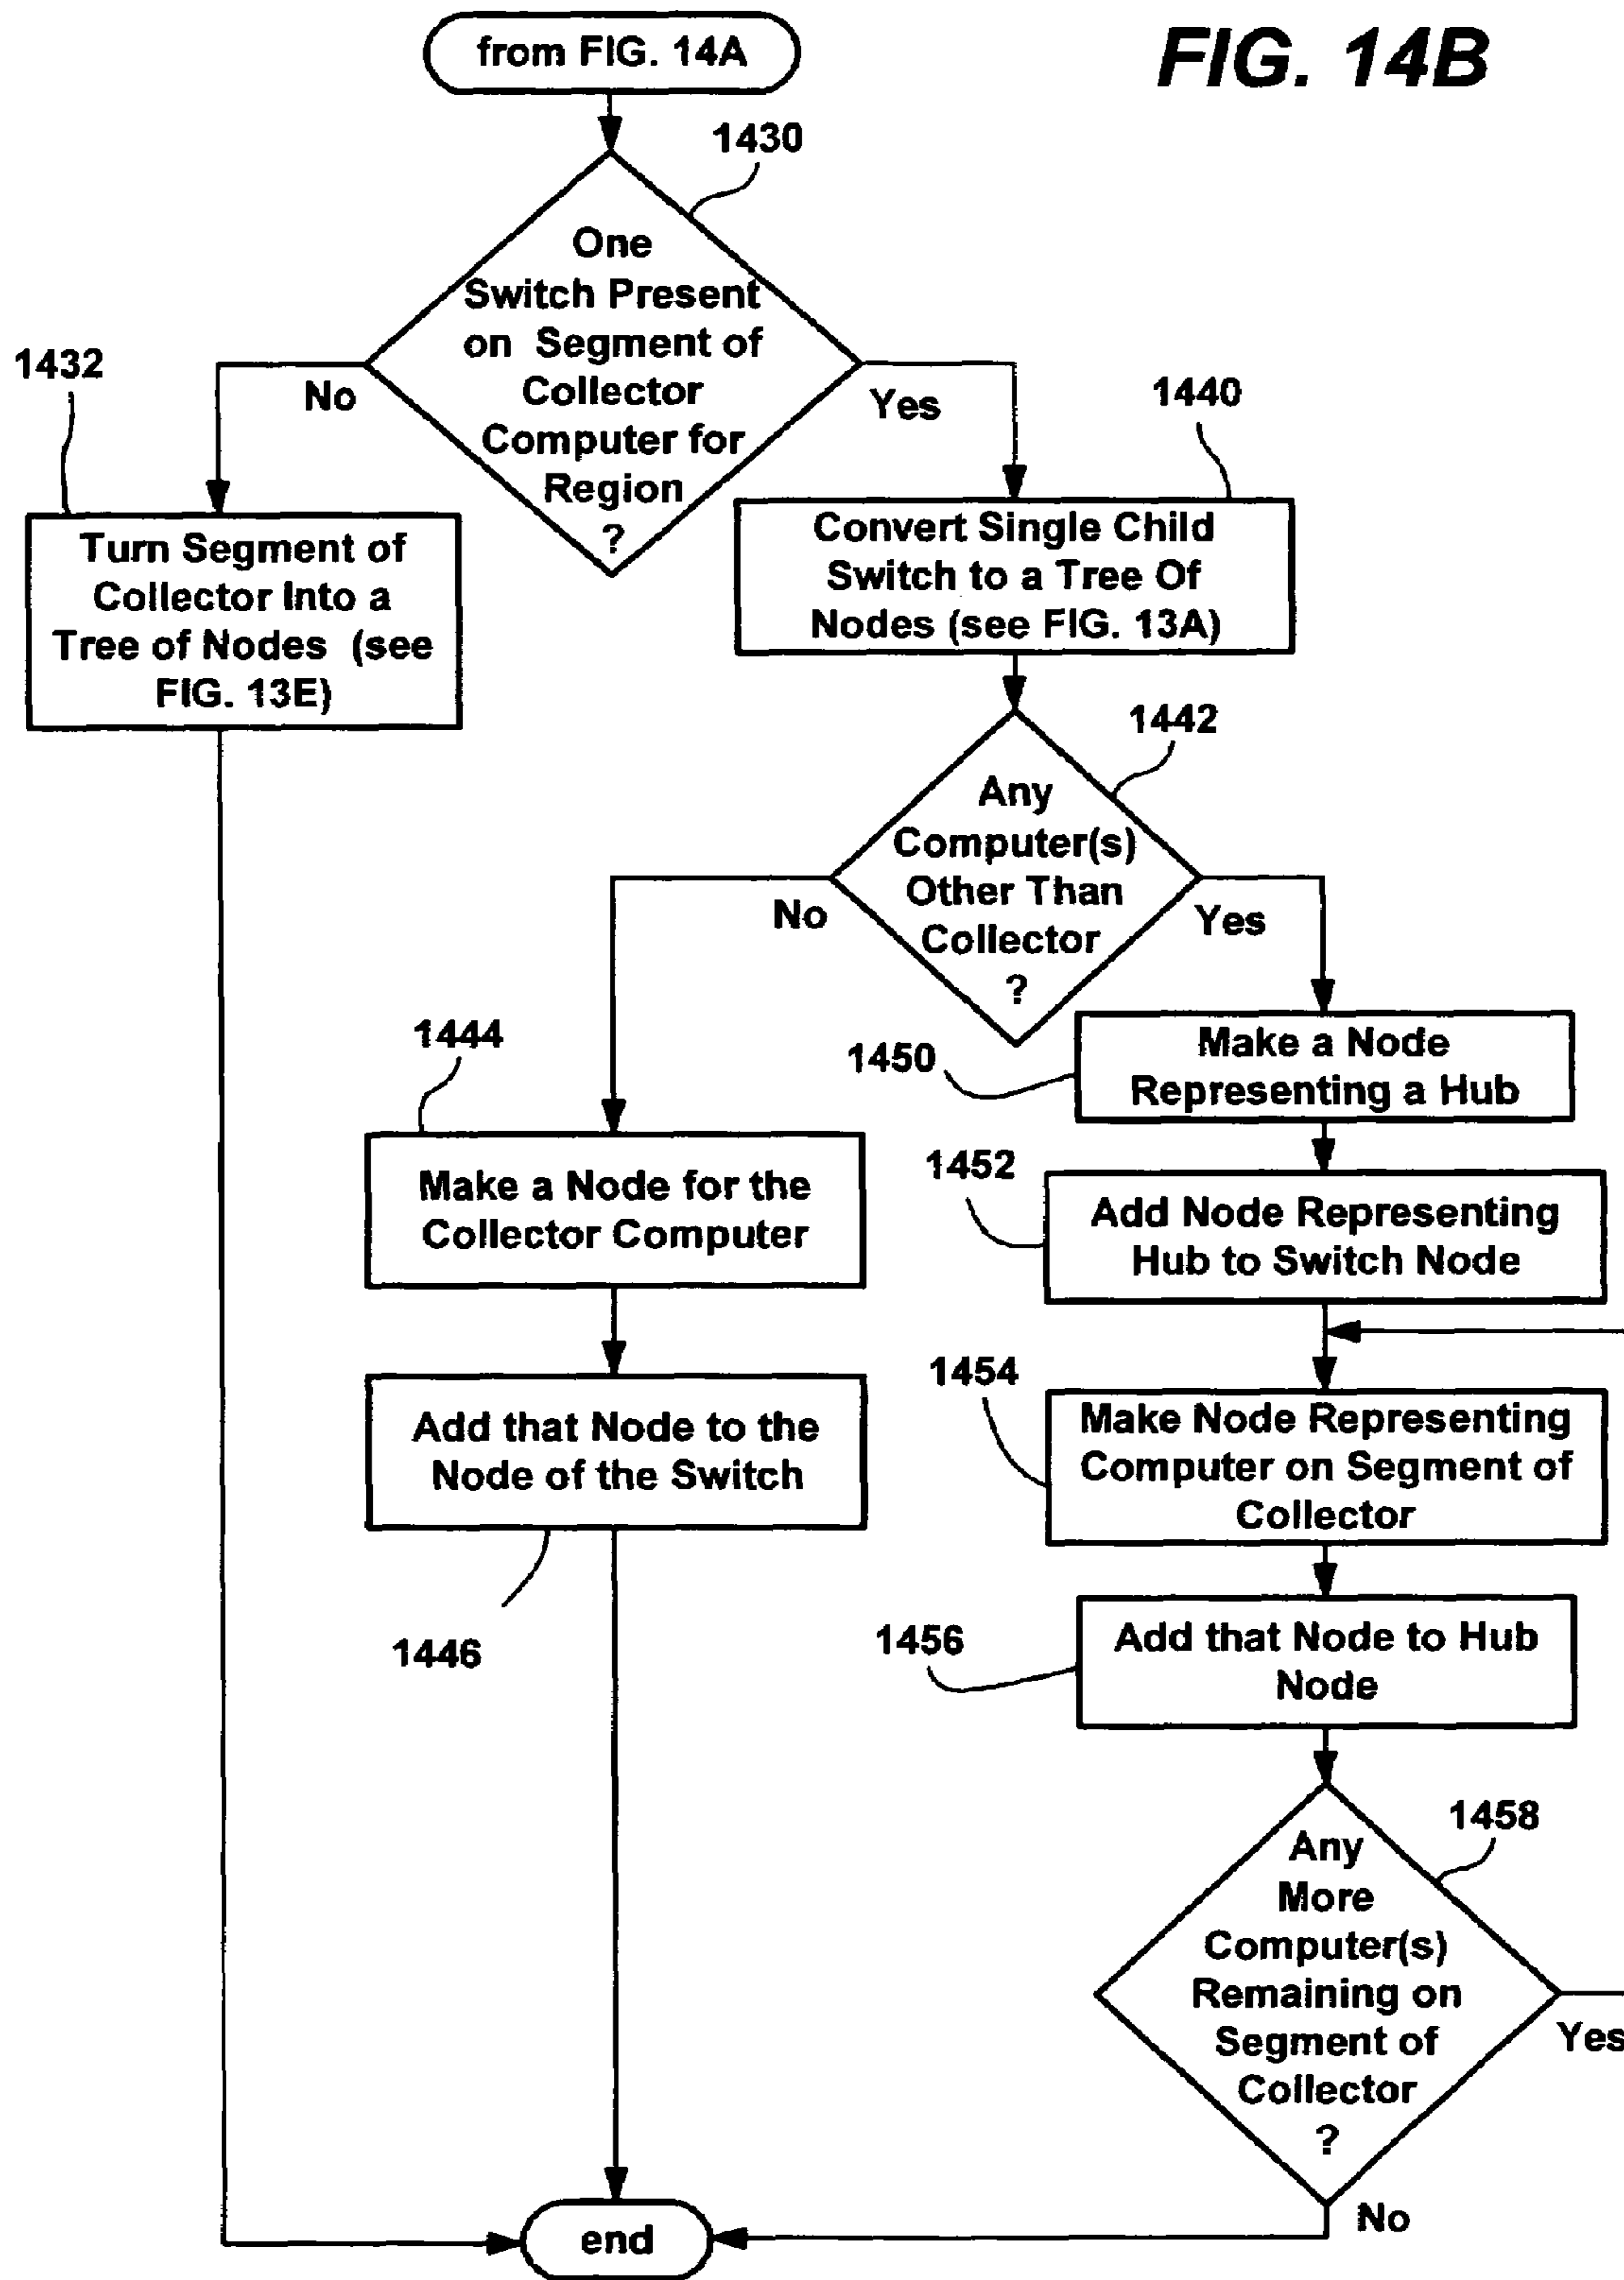 FIG. 14B
from FIG. 14A
1430
One
Switch Present
on Segment of
Collector
Computer for
Region
?
No
Yes
1432
Turn Segment of
Collector Into a
Tree of Nodes (see
FIG. 13E)
1440
Convert Single Child
Switch to a Tree Of
Nodes (see FIG. 13A)
1442
Any
Computer(s)
Other Than
Collector
?
No
Yes
1444
Make a Node for the
Collector Computer
1446
Add that Node to the
Node of the Switch
1450
Make a Node
Representing a Hub
1452
Add Node Representing
Hub to Switch Node
1454
Make Node Representing
Computer on Segment of
Collector
1456
Add that Node to Hub
Node
1458
Any
More
Computer(s)
Remaining on
Segment of
Collector
?
Yes
No
end